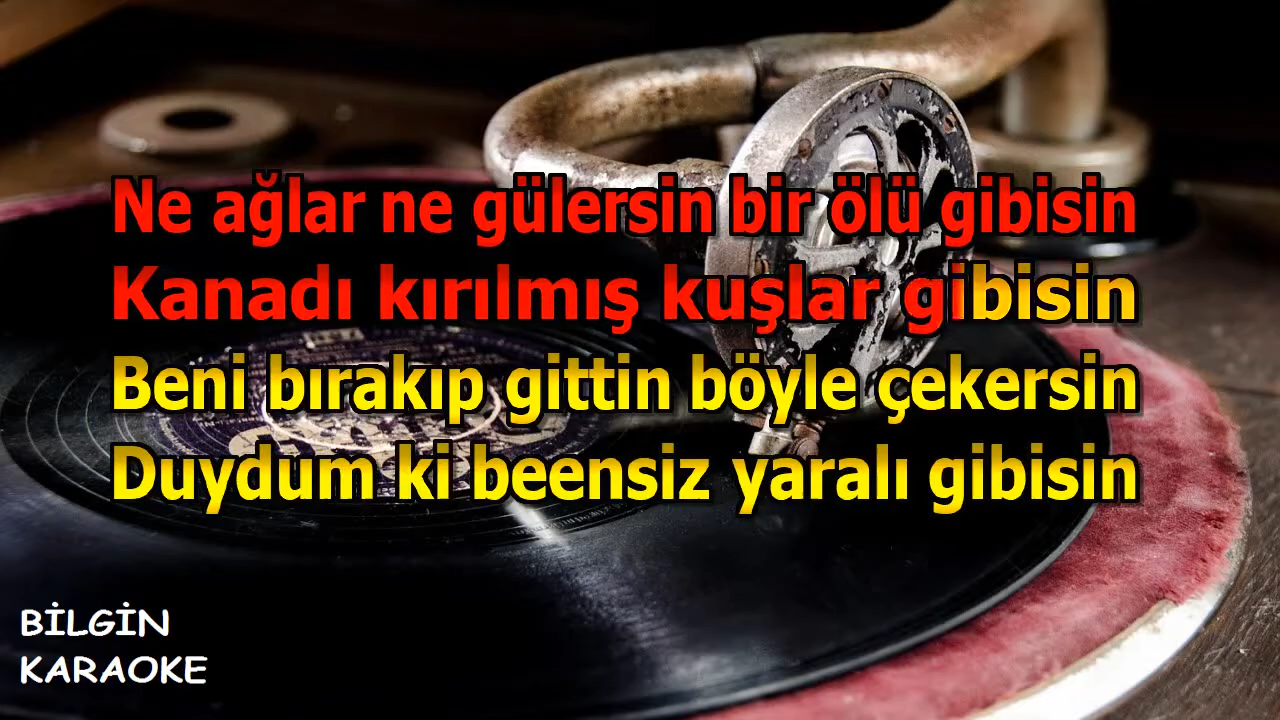 Ne ağlar ne gülersin bir ölü gibisin
Kanadı kırılmış kuşlar gibisin
Beni bırakıp gittin böyle çekersin
Duydum ki beensiz yaralı gibisin
BİLGİN
KARAOKE